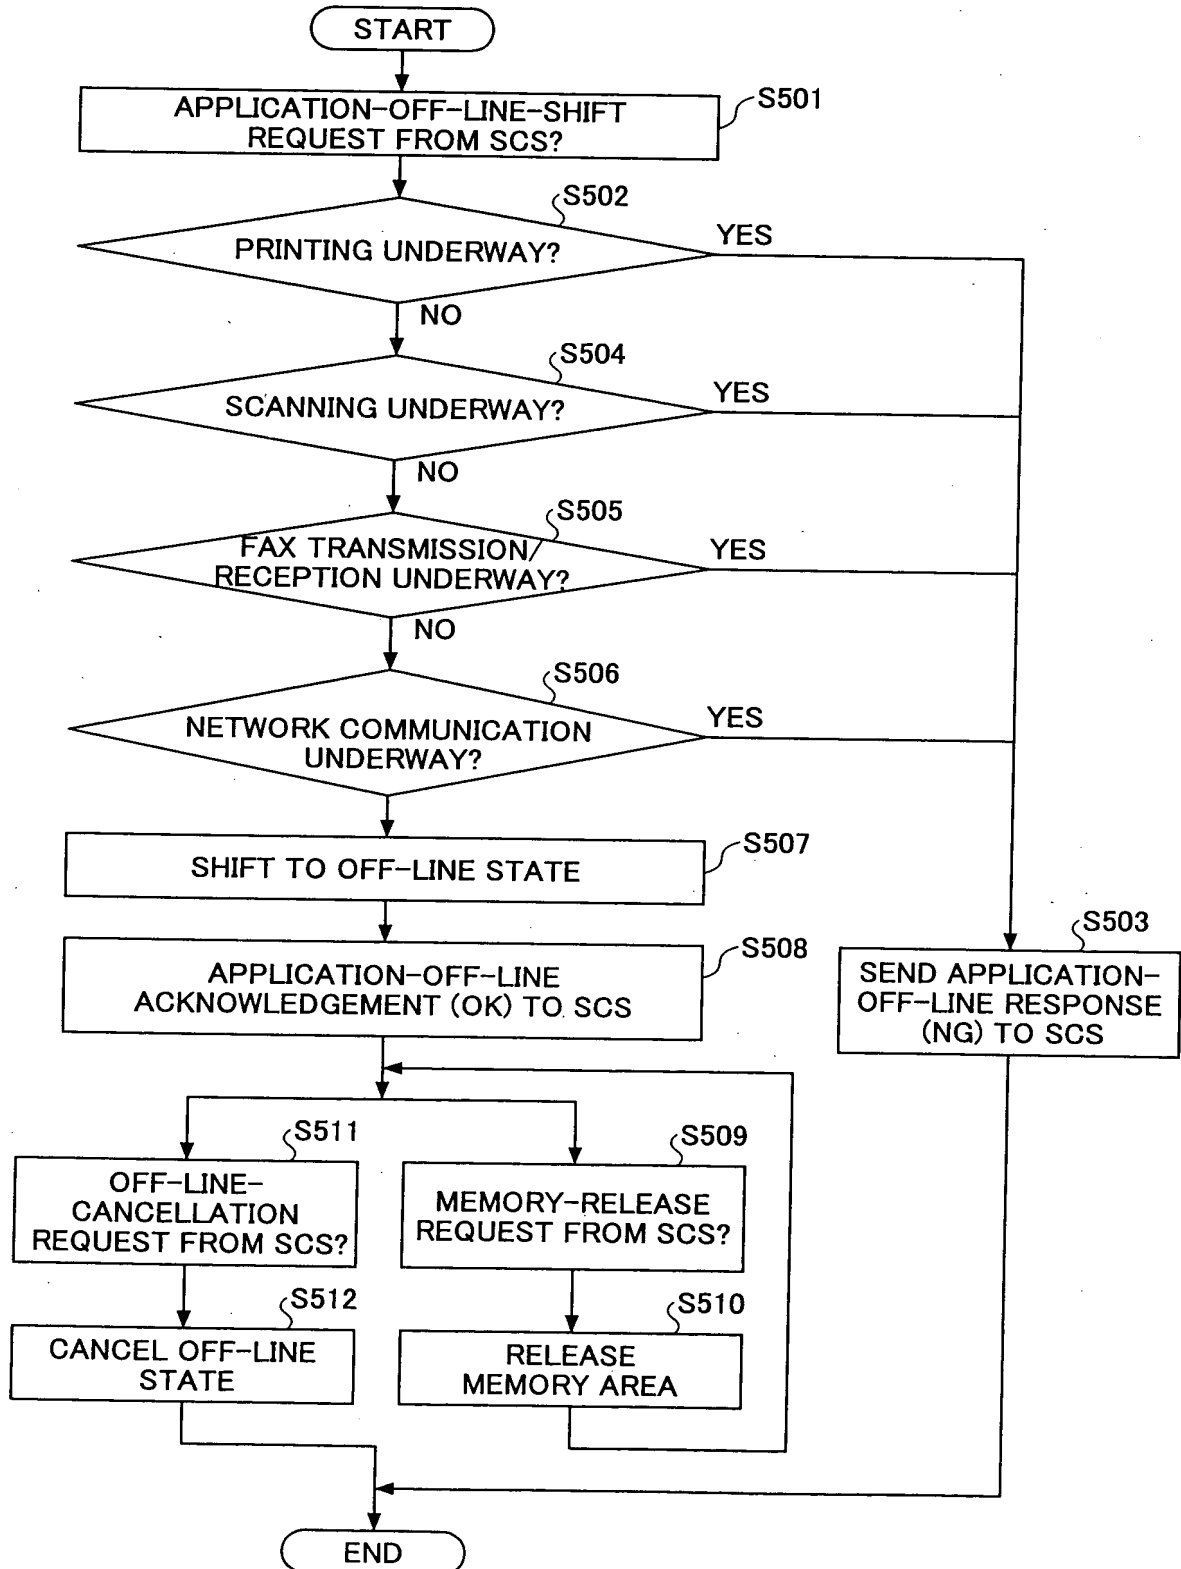 START
APPLICATION-OFF-LINE-SHIFT
REQUEST FROM SCS?
S501
S502
PRINTING UNDERWAY?
YES
NO
S504
SCANNING UNDERWAY?
YES
NO
S505
FAX TRANSMISSION/
RECEPTION UNDERWAY?
YES
NO
S506
NETWORK COMMUNICATION
UNDERWAY?
YES
SHIFT TO OFF-LINE STATE
S507
APPLICATION-OFF-LINE
ACKNOWLEDGEMENT (OK) TO SCS
S508
S503
SEND APPLICATION-
OFF-LINE RESPONSE
(NG) TO SCS
S511
OFF-LINE-
CANCELLATION
REQUEST FROM SCS?
S509
MEMORY-RELEASE
REQUEST FROM SCS?
S512
CANCEL OFF-LINE
STATE
S510
RELEASE
MEMORY AREA
END